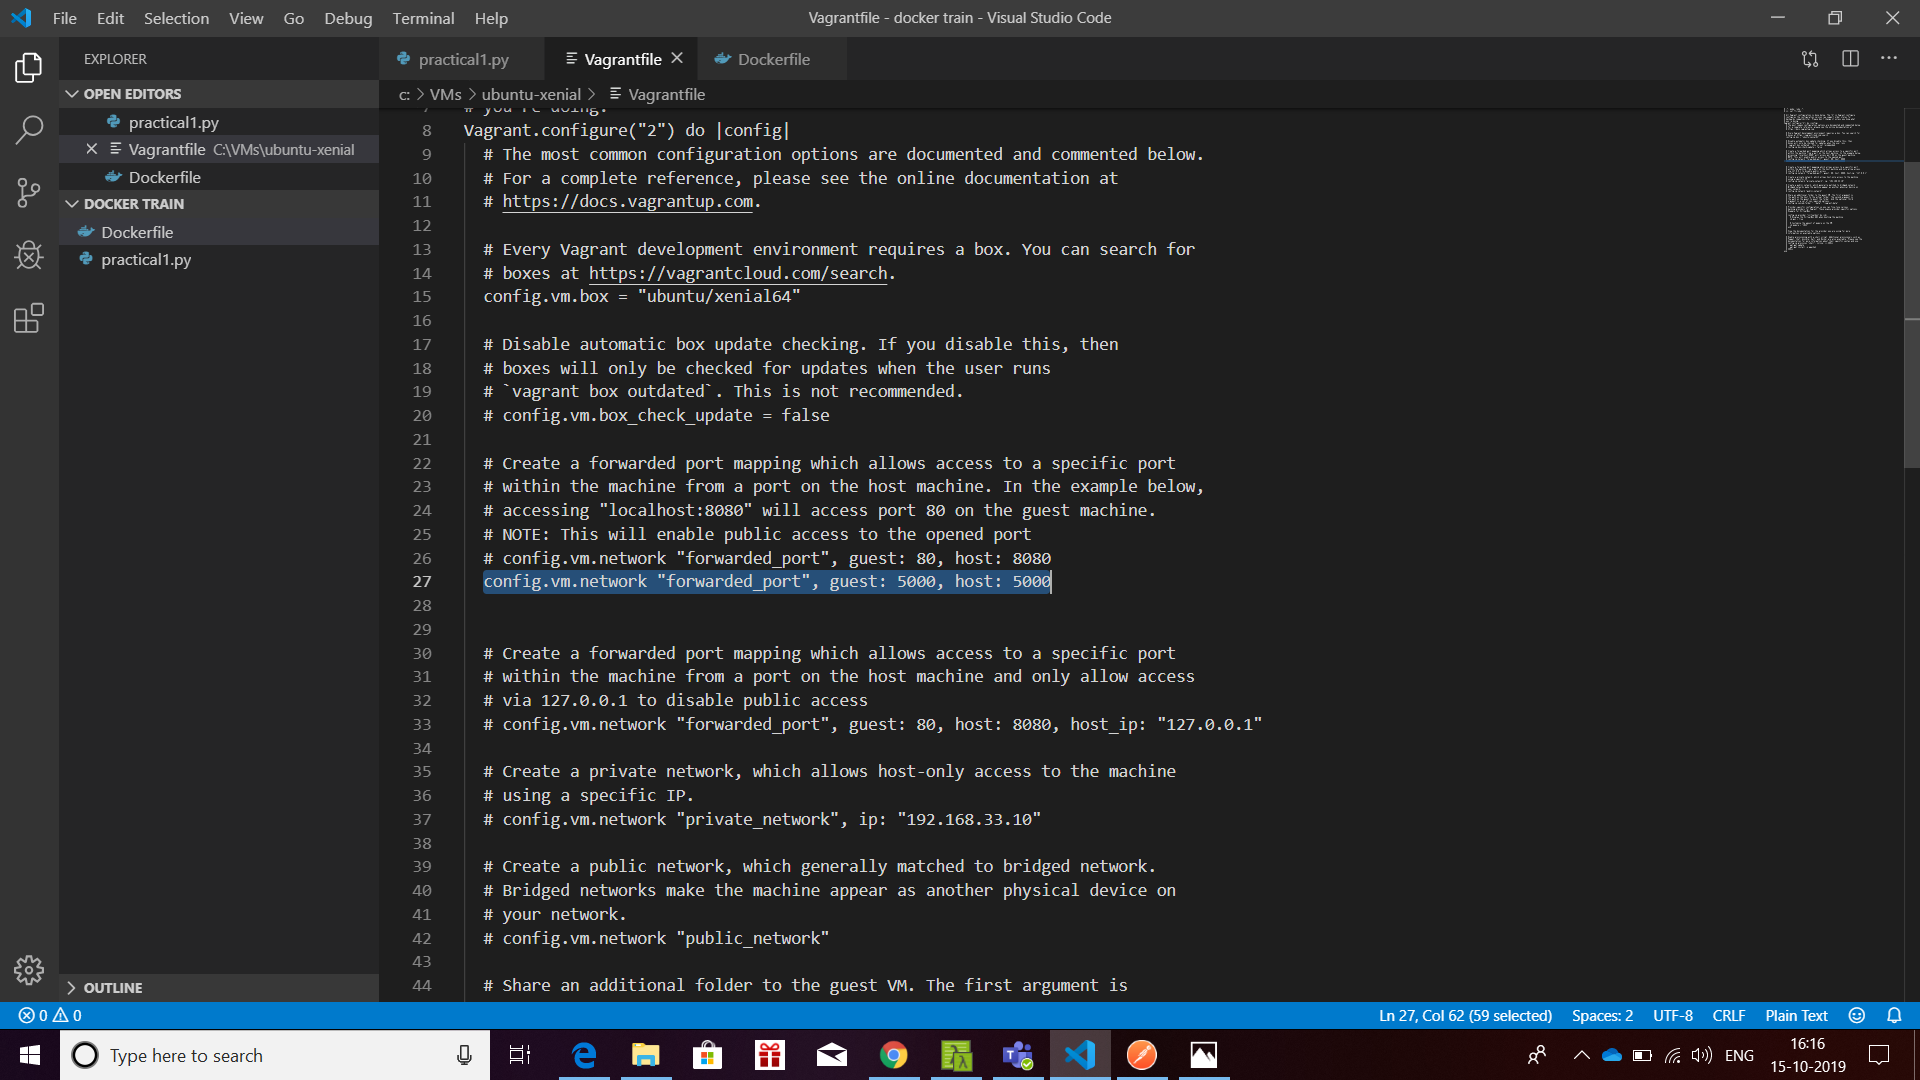 File Edit Selection View Go Debug Terminal Help
Vagrantfile - docker train - Visual Studio Code
EXPLORER
OPEN EDITORS
practical1.py
Vagrantfile C:\VMs\ubuntu-xenial
Dockerfile
DOCKER TRAIN
Dockerfile
practical1.py
OUTLINE
practical1.py Vagrantfile Dockerfile
c: > VMs > ubuntu-xenial > Vagrantfile
7 # you're doing.
8 Vagrant.configure("2") do |config|
9 # The most common configuration options are documented and commented below.
10 # For a complete reference, please see the online documentation at
11 # https://docs.vagrantup.com.
12
13 # Every Vagrant development environment requires a box. You can search for
14 # boxes at https://vagrantcloud.com/search.
15 config.vm.box = "ubuntu/xenial64"
16
17 # Disable automatic box update checking. If you disable this, then
18 # boxes will only be checked for updates when the user runs
19 # `vagrant box outdated`. This is not recommended.
20 # config.vm.box_check_update = false
21
22 # Create a forwarded port mapping which allows access to a specific port
23 # within the machine from a port on the host machine. In the example below,
24 # accessing "localhost:8080" will access port 80 on the guest machine.
25 # NOTE: This will enable public access to the opened port
26 # config.vm.network "forwarded_port", guest: 80, host: 8080
27 config.vm.network "forwarded_port", guest: 5000, host: 5000
28
29
30 # Create a forwarded port mapping which allows access to a specific port
31 # within the machine from a port on the host machine and only allow access
32 # via 127.0.0.1 to disable public access
33 # config.vm.network "forwarded_port", guest: 80, host: 8080, host_ip: "127.0.0.1"
34
35 # Create a private network, which allows host-only access to the machine
36 # using a specific IP.
37 # config.vm.network "private_network", ip: "192.168.33.10"
38
39 # Create a public network, which generally matched to bridged network.
40 # Bridged networks make the machine appear as another physical device on
41 # your network.
42 # config.vm.network "public_network"
43
44 # Share an additional folder to the guest VM. The first argument is
0 0
Ln 27, Col 62 (59 selected) Spaces: 2 UTF-8 CRLF Plain Text
Type here to search
ENG
16:16
15-10-2019